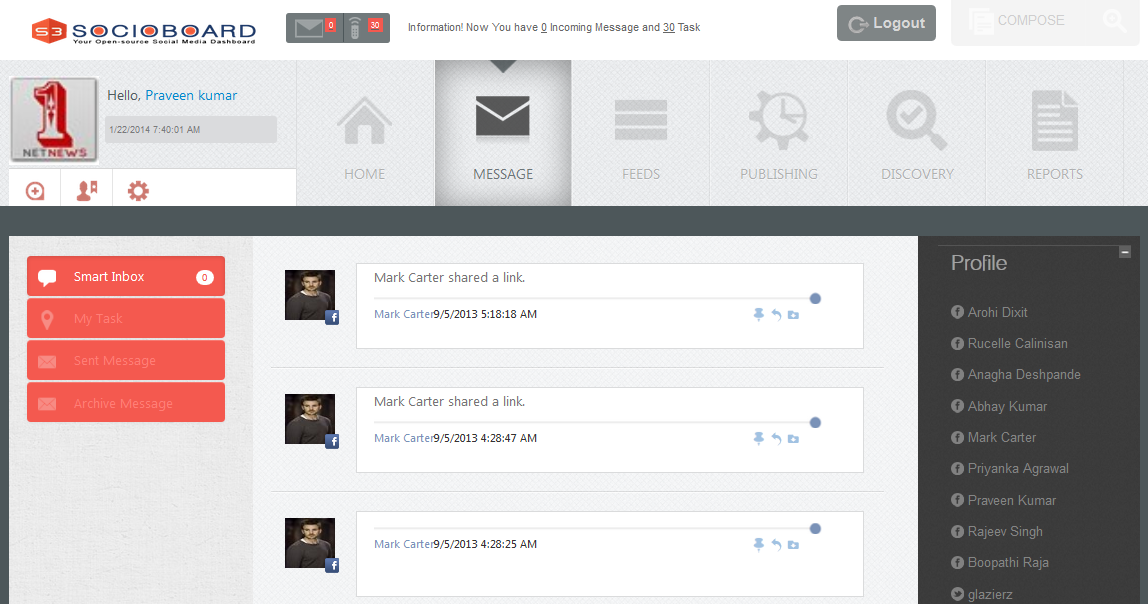 S3 SOCIOBOARD
Your Open-source Social Media Dashboard
0
30
Information! Now You have 0 Incoming Message and 30 Task
Logout
COMPOSE
1
NETNEWS
Hello, Praveen kumar
1/22/2014 7:40:01 AM
HOME
MESSAGE
FEEDS
PUBLISHING
DISCOVERY
REPORTS
Smart Inbox
0
My Task
Sent Message
Archive Message
Mark Carter shared a link.
Mark Carter9/5/2013 5:18:18 AM
f
Mark Carter shared a link.
Mark Carter9/5/2013 4:28:47 AM
f
Mark Carter9/5/2013 4:28:25 AM
f
Profile
Arohi Dixit
Rucelle Calinisan
Anagha Deshpande
Abhay Kumar
Mark Carter
Priyanka Agrawal
Praveen Kumar
Rajeev Singh
Boopathi Raja
glazierz